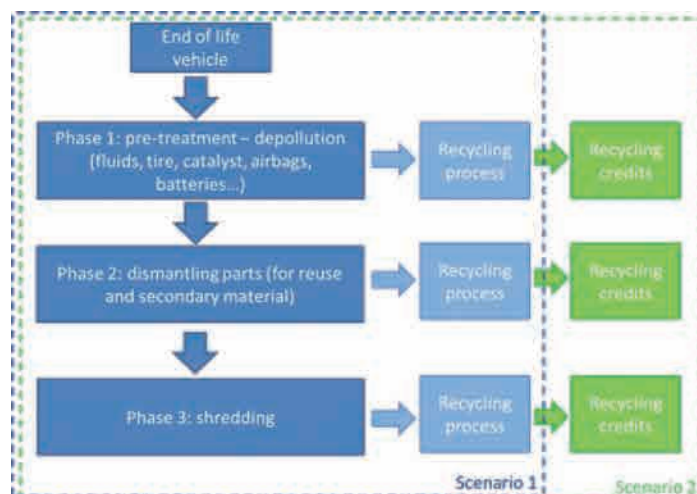 End of life
vehicle
Phase 1: pre-treatment – depollution
(fluids, tire, catalyst, airbags,
batteries...)
Recycling
process
Recycling
credits
Phase 2: dismantling parts (for reuse
and secondary material)
Recycling
process
Recycling
credits
Phase 3: shredding
Recycling
process
Recycling
credits
Scenario 1
Scenario 2